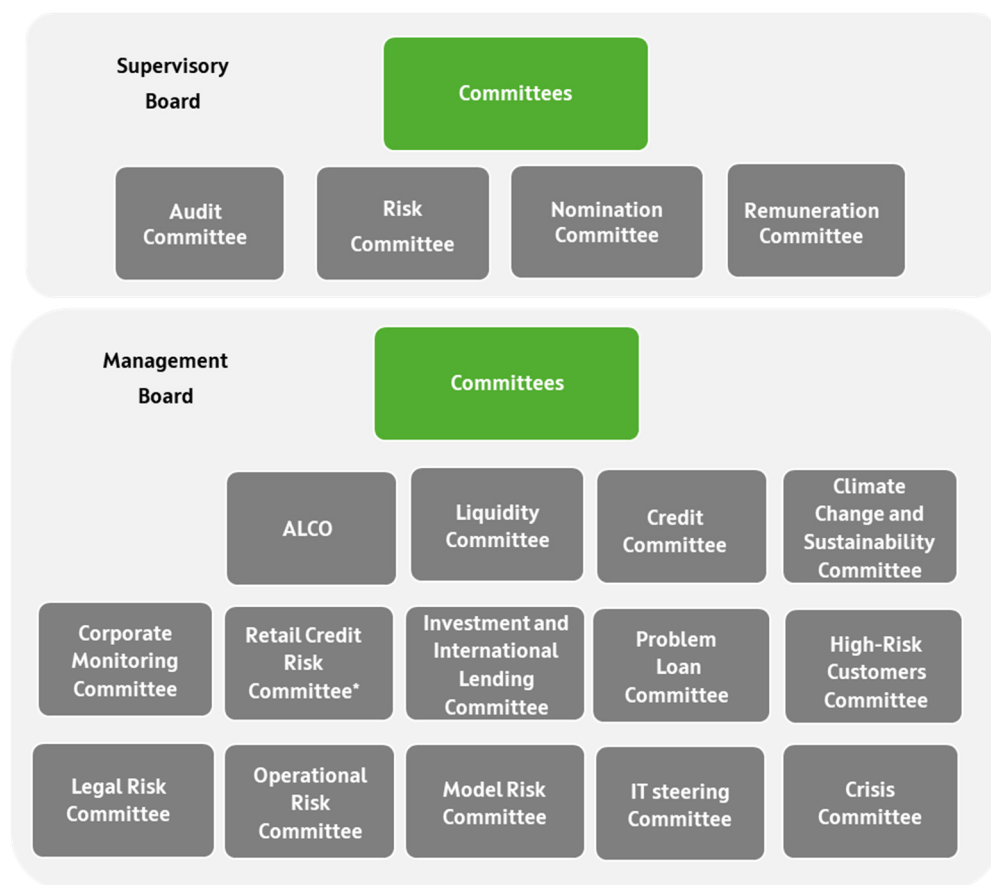 Supervisory
Board
Committees
Audit
Committee
Risk
Committee
Nomination
Committee
Remuneration
Committee
Management
Board
Committees
ALCO
Liquidity
Committee
Credit
Committee
Climate
Change and
Sustainability
Committee
Corporate
Monitoring
Committee
Retail Credit
Risk
Committee*
Investment and
International
Lending
Committee
Problem
Loan
Committee
High-Risk
Customers
Committee
Legal Risk
Committee
Operational
Risk
Committee
Model Risk
Committee
IT steering
Committee
Crisis
Committee